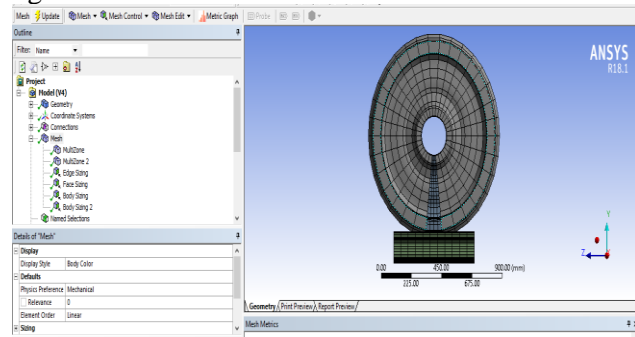 Mesh Update Mesh Mesh Control Mesh Edit Metric Graph Probe
Outline
Filter: Name
Project
Model (V4)
Geometry
Coordinate Systems
Connections
Mesh
MultiZone
MultiZone 2
Edge Sizing
Face Sizing
Body Sizing
Body Sizing 2
Named Selections
Details of "Mesh"
Display
Display Style Body Color
Defaults
Physics Preference Mechanical
Relevance 0
Element Order Linear
Sizing
ANSYS
R18.1
Y
Z
0.00 450.00 900.00 (mm)
225.00 675.00
Geometry Print Preview Report Preview
Mesh Metrics